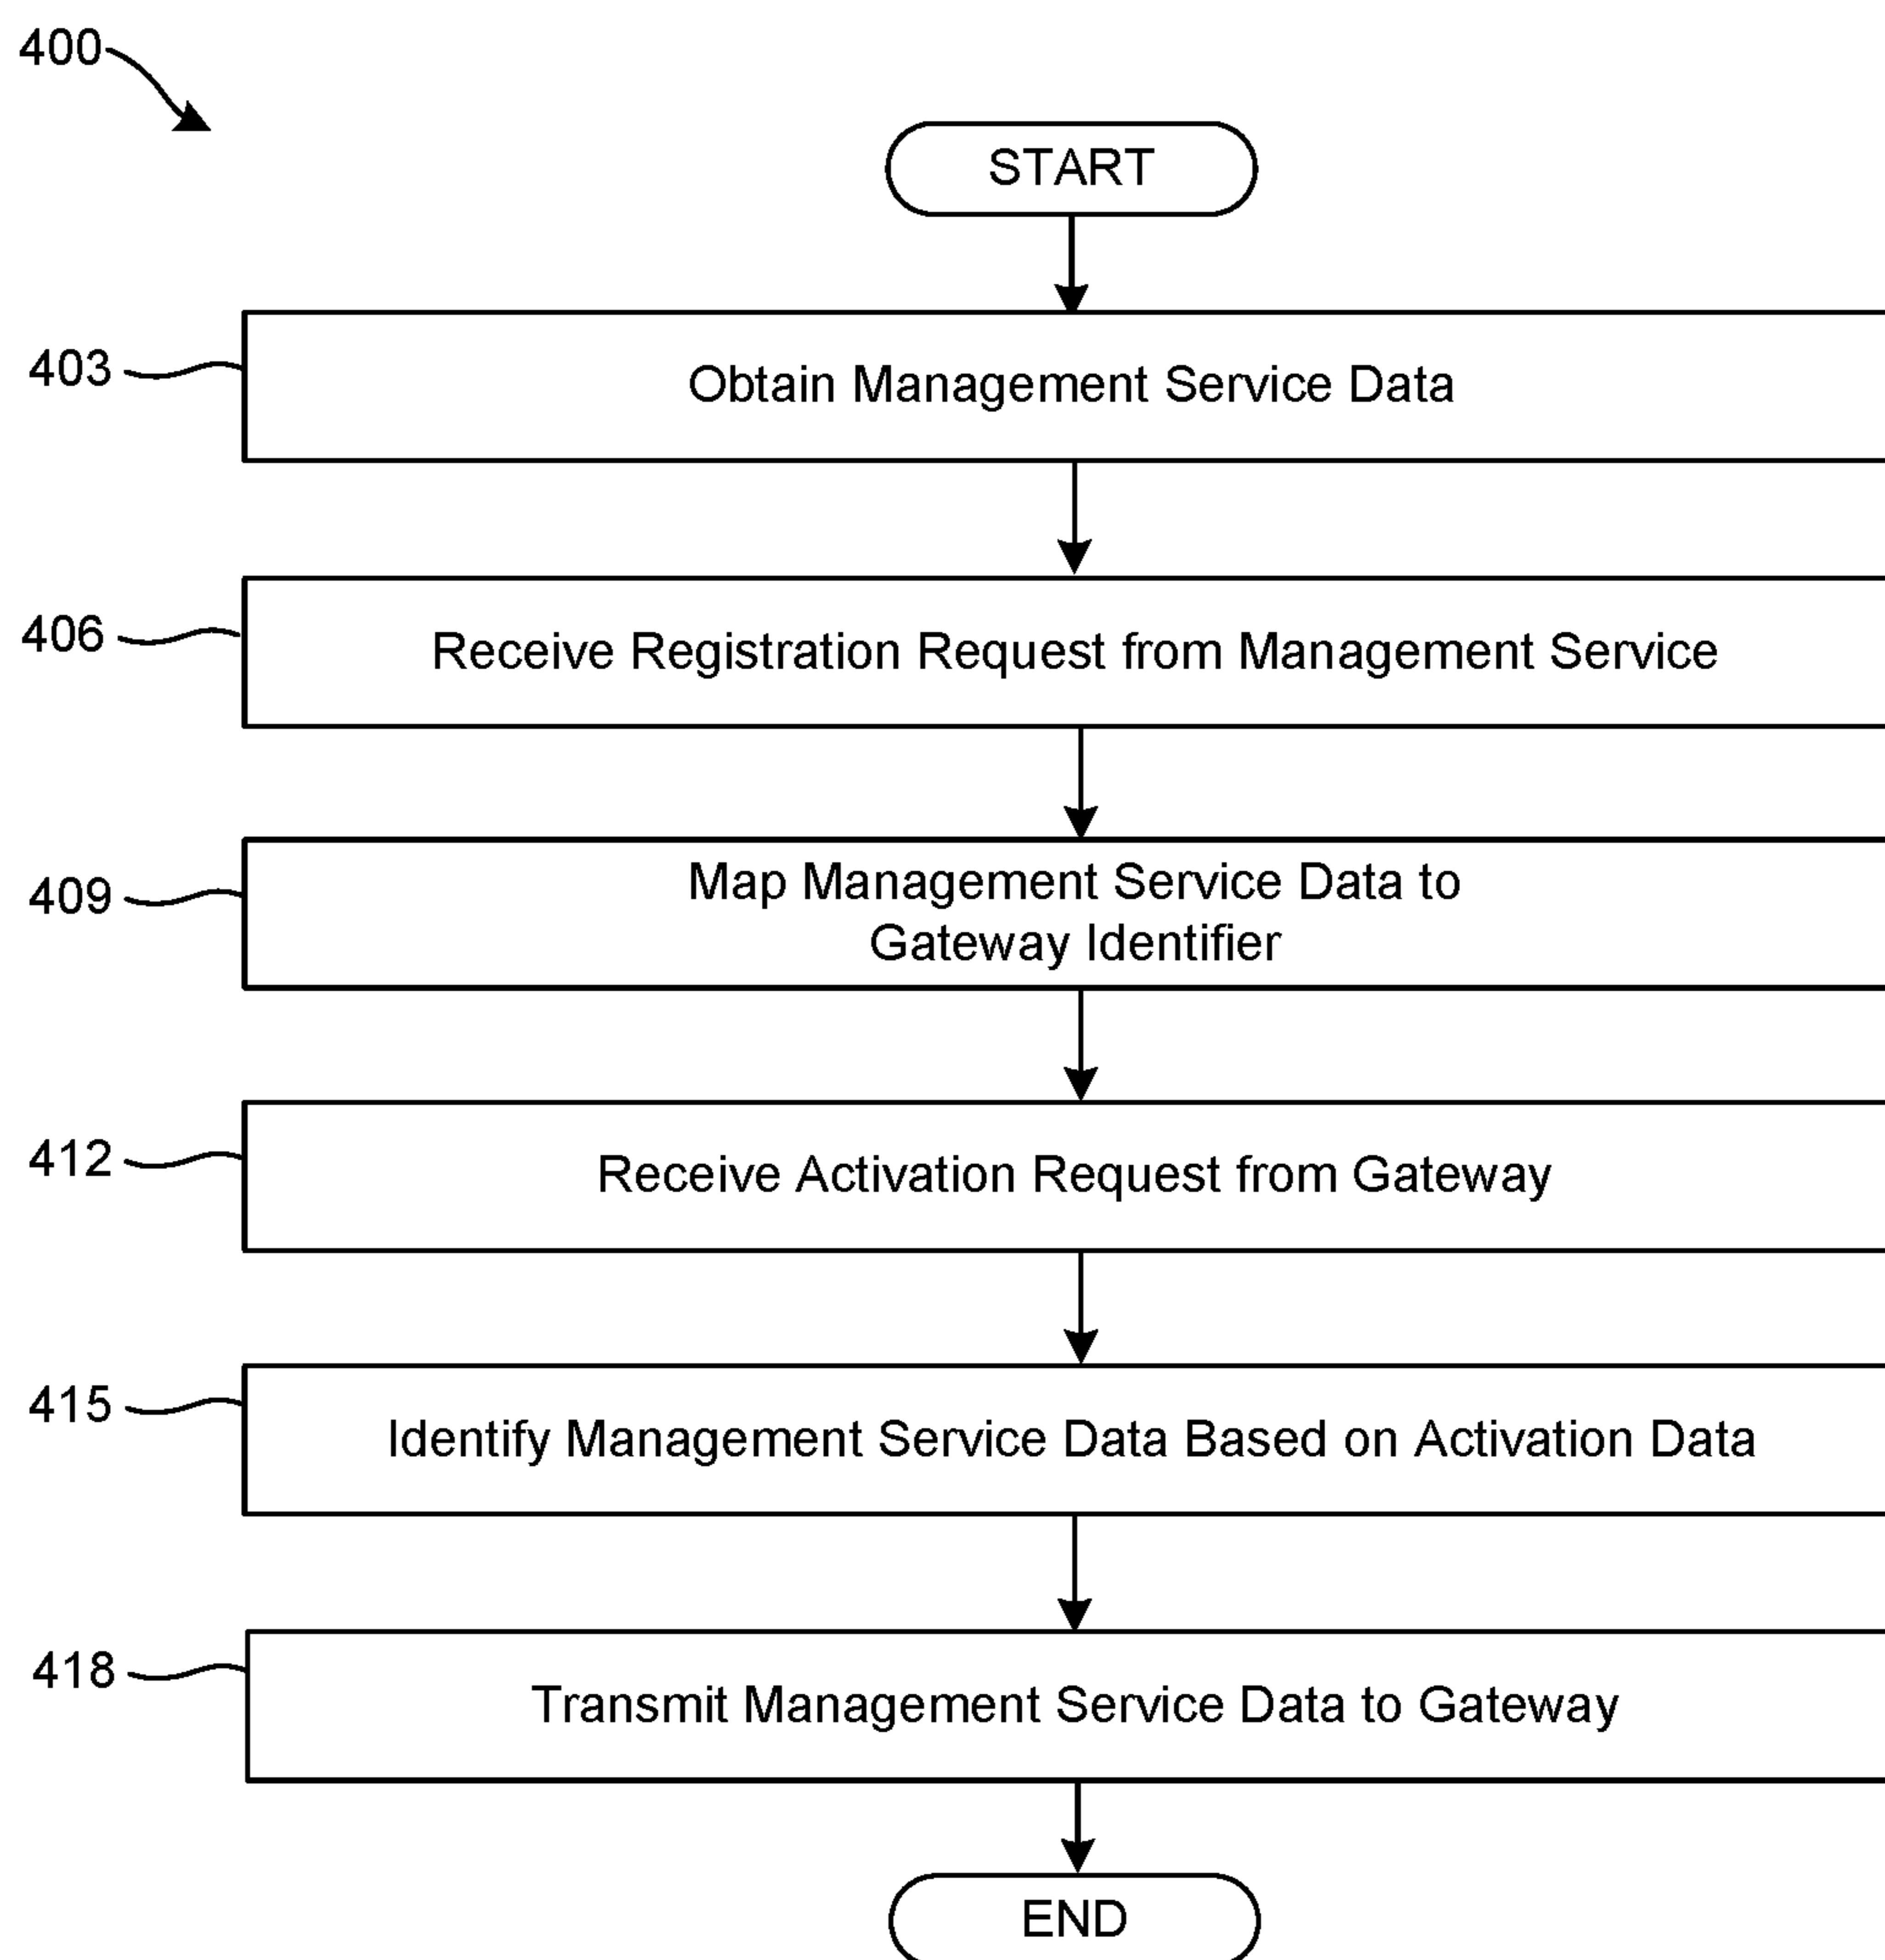 400
START
403
Obtain Management Service Data
406
Receive Registration Request from Management Service
409
Map Management Service Data to
Gateway Identifier
412
Receive Activation Request from Gateway
415
Identify Management Service Data Based on Activation Data
418
Transmit Management Service Data to Gateway
END